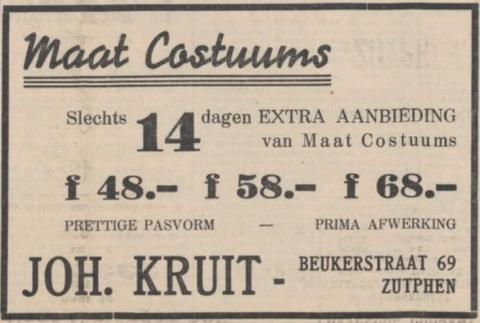 Maat Costuums
Slechts 14 dagen EXTRA AANBIEDING
van Maat Costuums
f 48.- f 58.- f 68.-
PRETTIGE PASVORM — PRIMA AFWERKING
JOH. KRUIT - BEUKERSTRAAT 69
ZUTPHEN